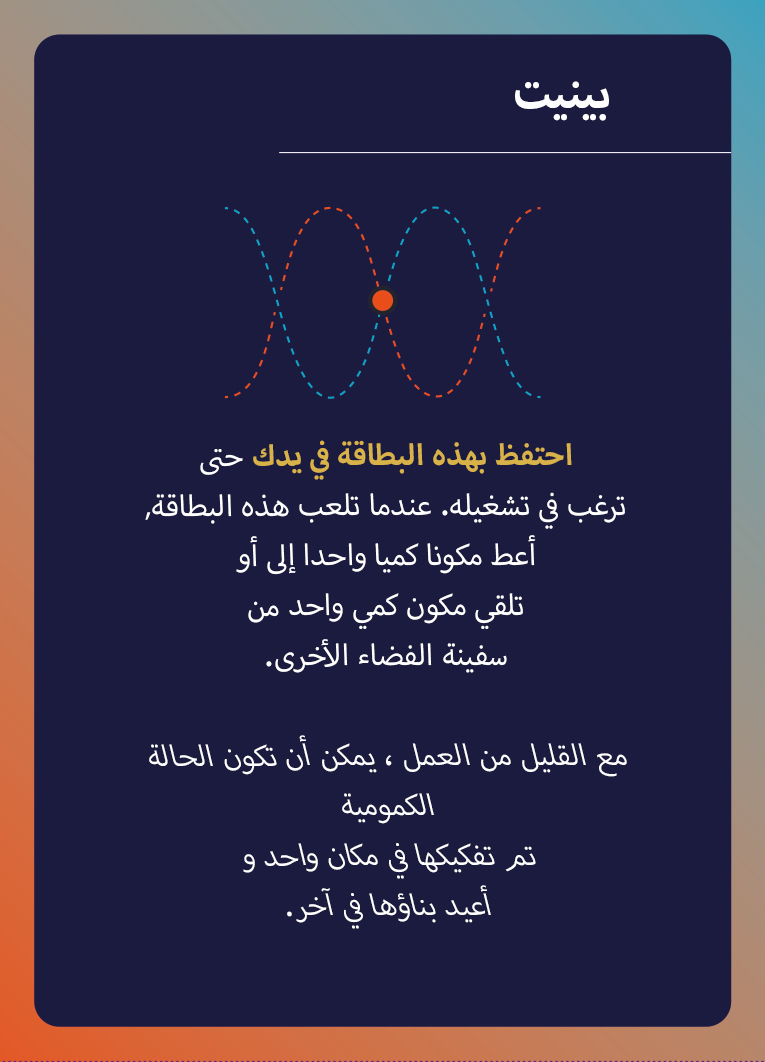 بينيت
احتفظ بهذه البطاقة في يدك حتى
ترغب في تشغيله. عندما تلعب هذه البطاقة,
أعط مكونا كميا واحدا إلى أو
تلقي مكون كمي واحد من
سفينة الفضاء الأخرى.
مع القليل من العمل ، يمكن أن تكون الحالة
الكمومية
تم تفكيكها في مكان واحد و
أعيد بناؤها في آخر.